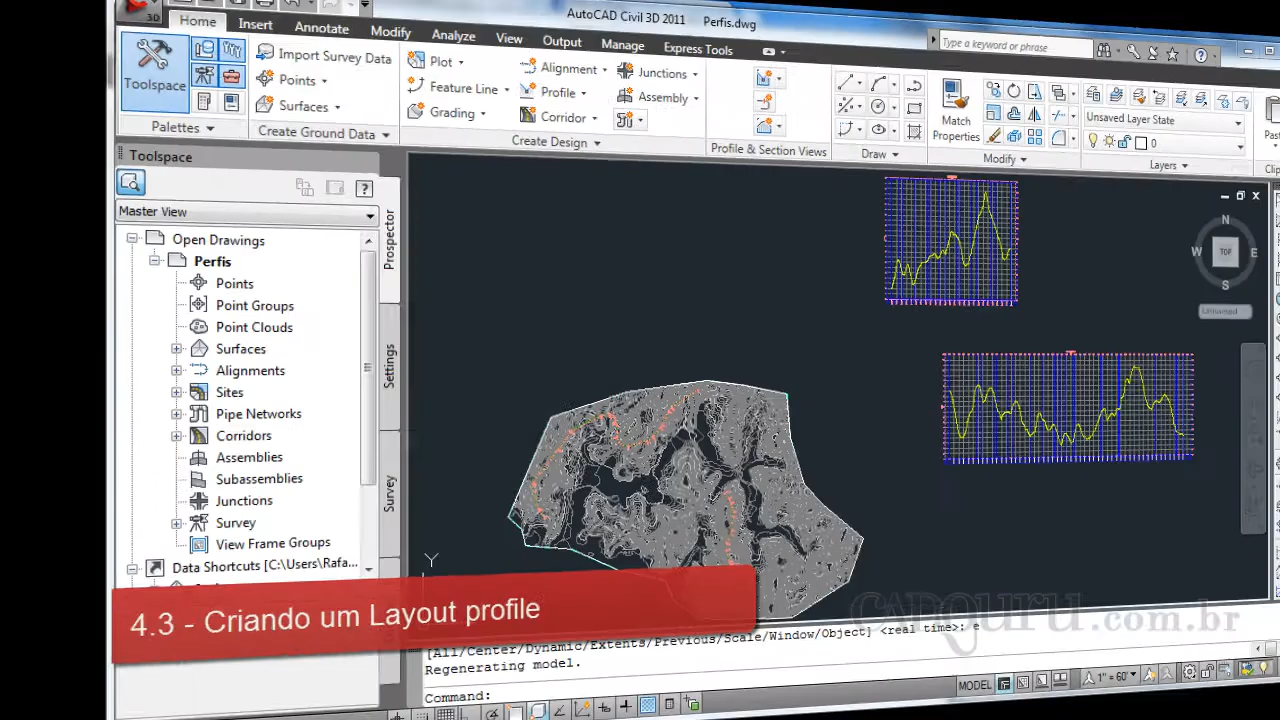 3D
AutoCAD Civil 3D 2011 Perfis.dwg
Type a keyword or phrase
Home Insert Annotate Modify Analyze View Output Manage Express Tools
Toolspace
Import Survey Data
Points
Surfaces
Plot
Feature Line
Grading
Alignment
Profile
Corridor
Junctions
Assembly
Match
Properties
Unsaved Layer State
0
Palettes
Create Ground Data
Create Design
Profile & Section Views
Draw
Modify
Layers
Toolspace
Master View
Open Drawings
Perfis
Points
Point Groups
Point Clouds
Surfaces
Alignments
Sites
Pipe Networks
Corridors
Assemblies
Subassemblies
Junctions
Survey
View Frame Groups
Data Shortcuts [C:\Users\Rafa...
Prospector
Settings
Survey
N
W TOP E
S
Unnamed
Y
4.3 - Criando um Layout profile
CADGuru.com.br
[All/Center/Dynamic/Extents/Previous/Scale/Window/Object] <real time>: e
Regenerating model.
Command:
MODEL
1" = 60'